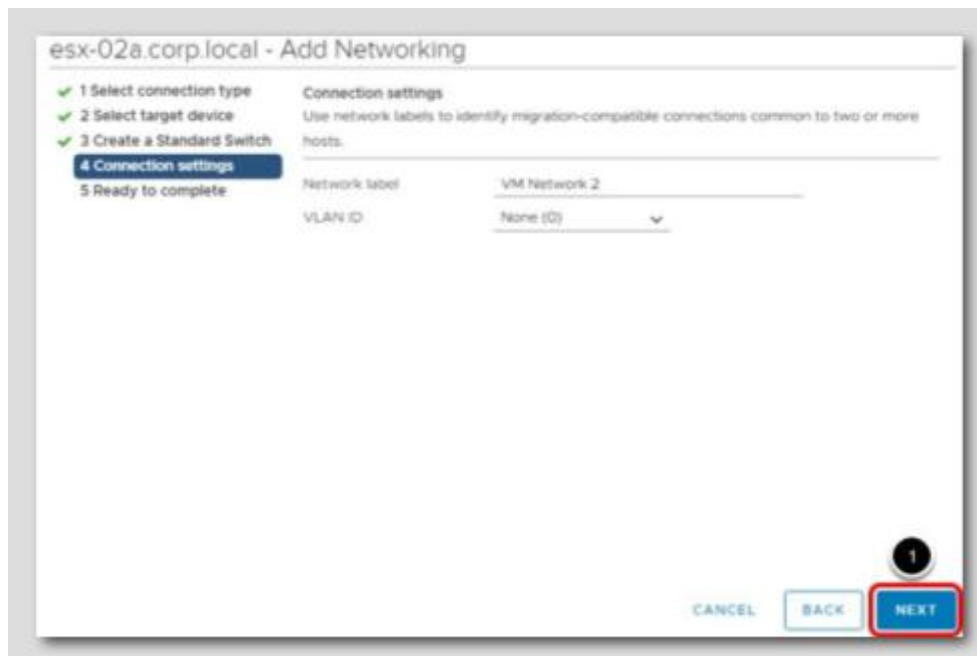 esx-02a.corp.local - Add Networking
1 Select connection type
2 Select target device
3 Create a Standard Switch
4 Connection settings
5 Ready to complete
Connection settings
Use network labels to identify migration-compatible connections common to two or more
hosts.
Network label VM Network 2
VLAN ID None (0)
1
CANCEL BACK NEXT